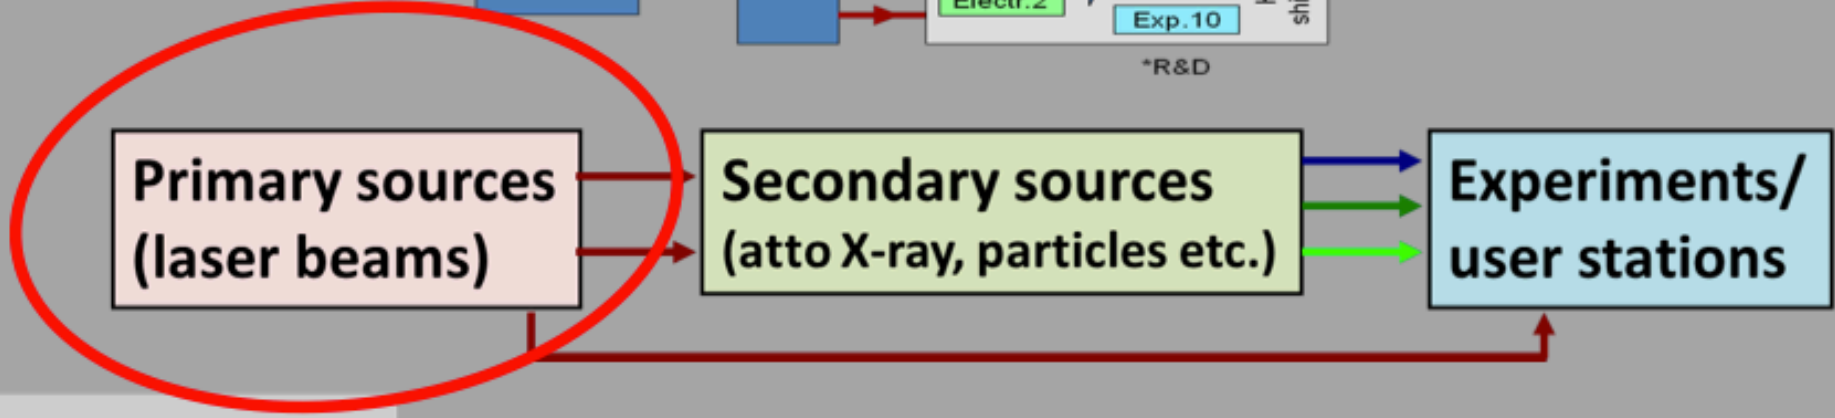 Electr.2
Exp.10
*R&D
Primary sources
(laser beams)
Secondary sources
(atto X-ray, particles etc.)
Experiments/
user stations